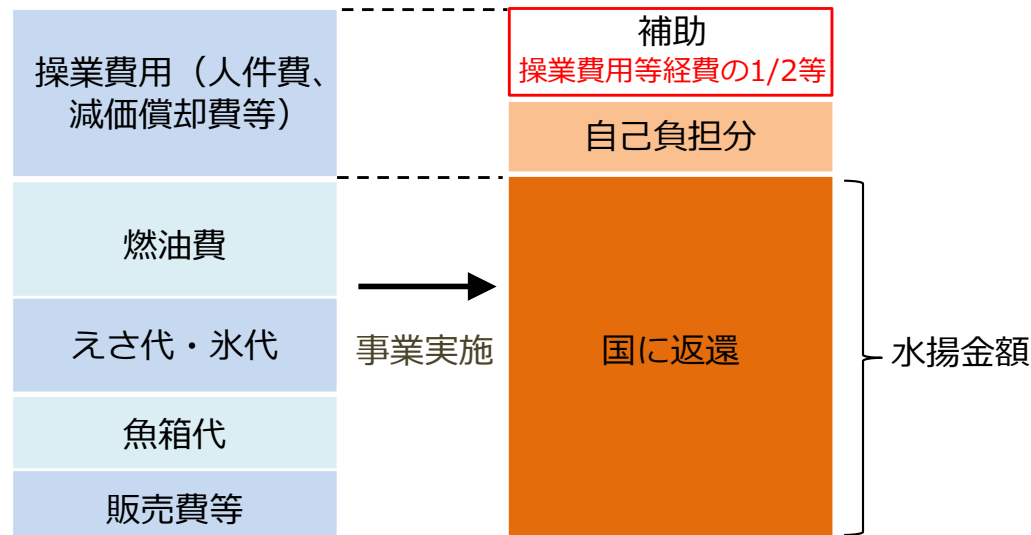 操業費用（人件費、
減価償却費等）
燃油費
えさ代・氷代
魚箱代
販売費等
事業実施
補助
操業費用等経費の1/2等
自己負担分
国に返還
水揚金額